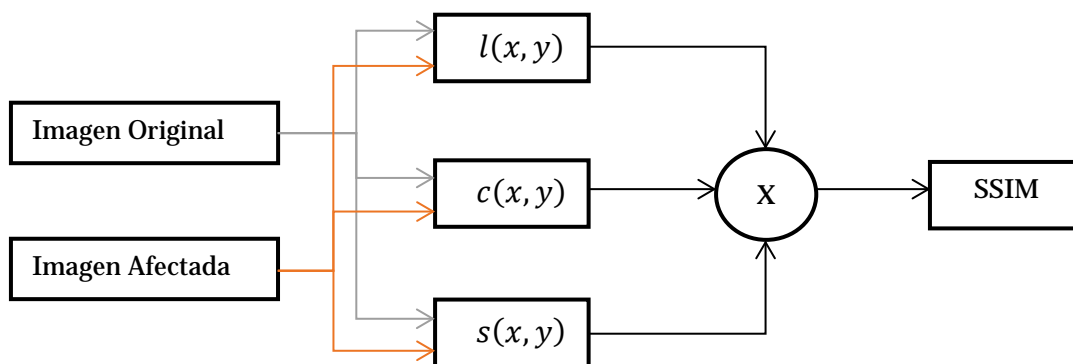 Imagen Original
Imagen Afectada
l(x, y)
c(x, y)
s(x, y)
X
SSIM